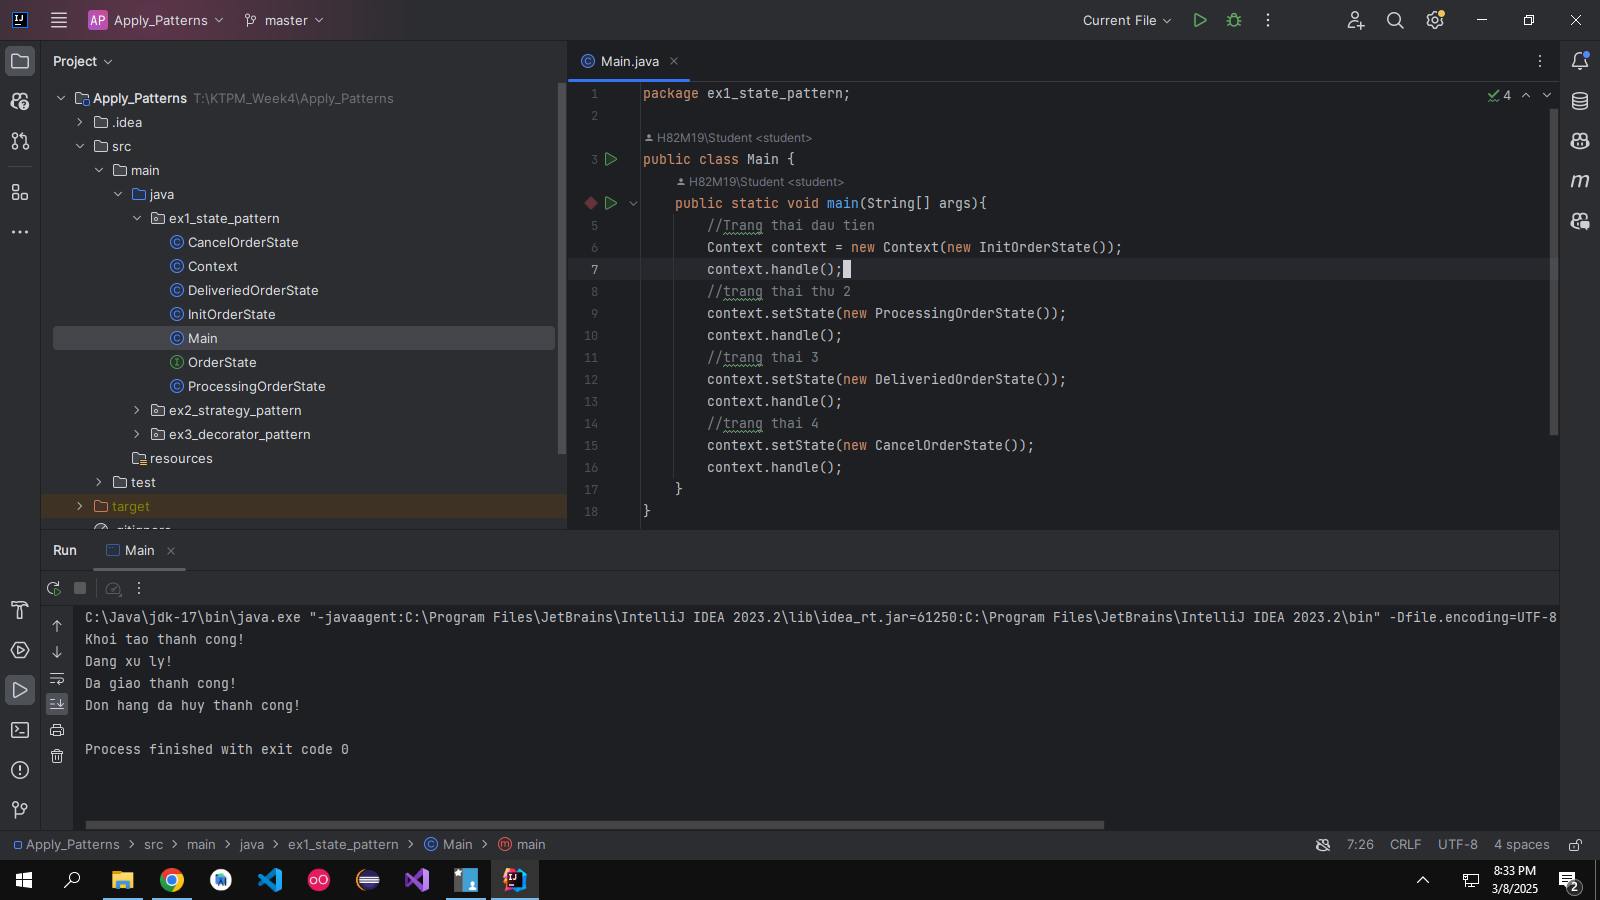 AP Apply_Patterns master Current File
Project
Apply_Patterns T:\KTPM_Week4\Apply_Patterns
.idea
src
main
java
ex1_state_pattern
CancelOrderState
Context
DeliveriedOrderState
InitOrderState
Main
OrderState
ProcessingOrderState
ex2_strategy_pattern
ex3_decorator_pattern
resources
test
target
.gitignore
Main.java
4
1 package ex1_state_pattern;
2
H82M19\Student <student>
3 public class Main {
H82M19\Student <student>
public static void main(String[] args){
5 //Trang thai dau tien
6 Context context = new Context(new InitOrderState());
7 context.handle();
8 //trang thai thu 2
9 context.setState(new ProcessingOrderState());
10 context.handle();
11 //trang thai 3
12 context.setState(new DeliveriedOrderState());
13 context.handle();
14 //trang thai 4
15 context.setState(new CancelOrderState());
16 context.handle();
17 }
18 }
Run Main
C:\Java\jdk-17\bin\java.exe "-javaagent:C:\Program Files\JetBrains\IntelliJ IDEA 2023.2\lib\idea_rt.jar=61250:C:\Program Files\JetBrains\IntelliJ IDEA 2023.2\bin" -Dfile.encoding=UTF-8
Khoi tao thanh cong!
Dang xu ly!
Da giao thanh cong!
Don hang da huy thanh cong!
Process finished with exit code 0
Apply_Patterns > src > main > java > ex1_state_pattern > Main > main 7:26 CRLF UTF-8 4 spaces
8:33 PM
3/8/2025
2